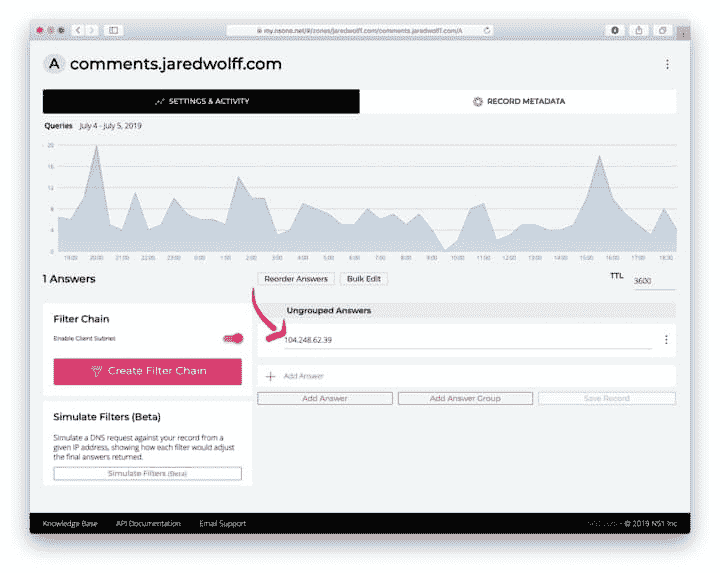 my.nsone.net/#/zones/jaredwolff.com/comments.jaredwolff.com/A
A comments.jaredwolff.com
SETTINGS & ACTIVITY
RECORD METADATA
Queries July 4 - July 5, 2019
20
16
12
8
4
0
19:00 20:00 21:00 22:00 23:00 0:00 1:00 2:00 3:00 4:00 5:00 6:00 7:00 8:00 9:00 10:00 11:00 12:00 13:00 14:00 15:00 16:00 17:00 18:30
1 Answers
Reorder Answers
Bulk Edit
TTL
3600
Filter Chain
Enable Client Subnet
Create Filter Chain
Ungrouped Answers
104.248.62.39
Add Answer
Add Answer
Add Answer Group
Save Record
Simulate Filters (Beta)
Simulate a DNS request against your record from a
given IP address, showing how each filter would adjust
the final answers returned.
Simulate Filters (Beta)
Knowledge Base
API Documentation
Email Support
- © 2019 NS1 Inc